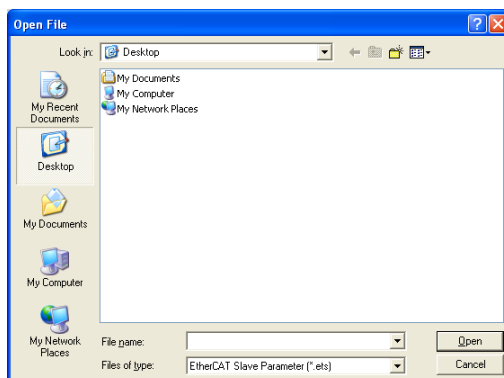 Open File
Look in:
Desktop
My Documents
My Computer
My Network Places
My Recent
Documents
Desktop
My Documents
My Computer
My Network
Places
File name:
Open
Files of type:
EtherCAT Slave Parameter (*.ets)
Cancel